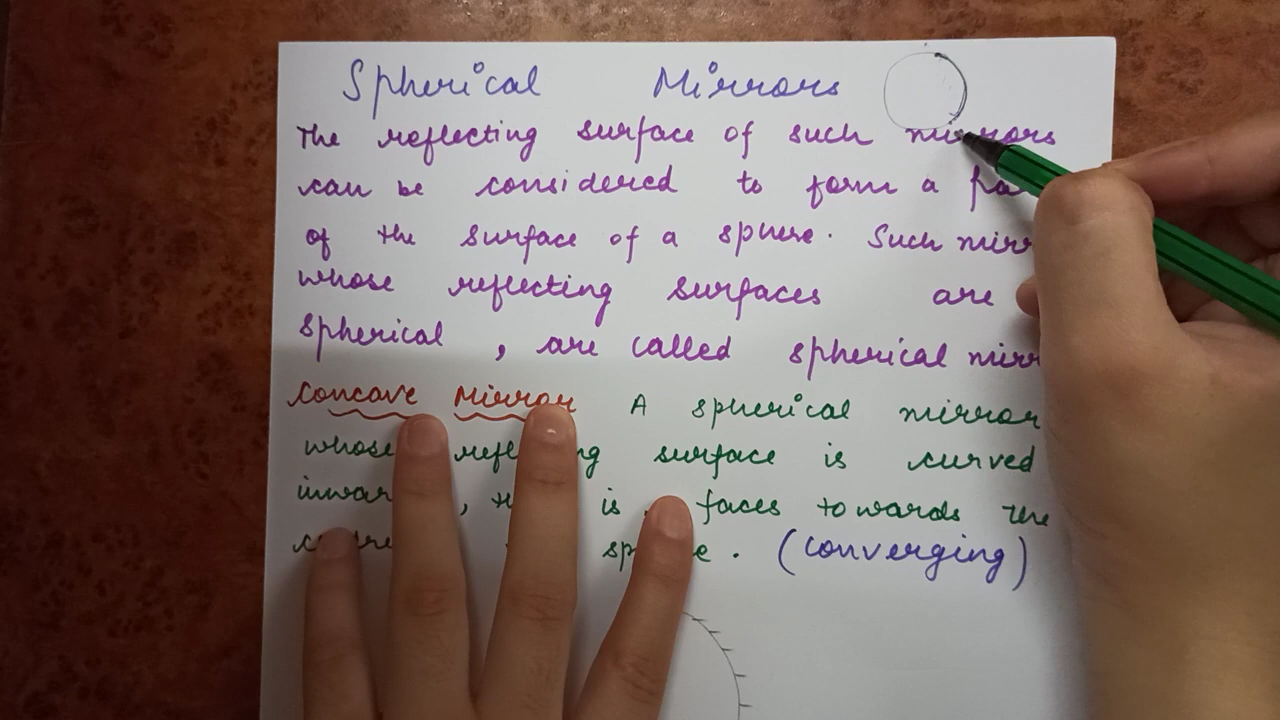 Spherical Mirrors
The reflecting surface of such mirrors
can be considered to form a
of the surface of a sphere. Such
whose reflecting surfaces are
spherical, are called spherical
Concave Mirror A spherical mirror
whose surface is curved
is faces towards the
(converging)